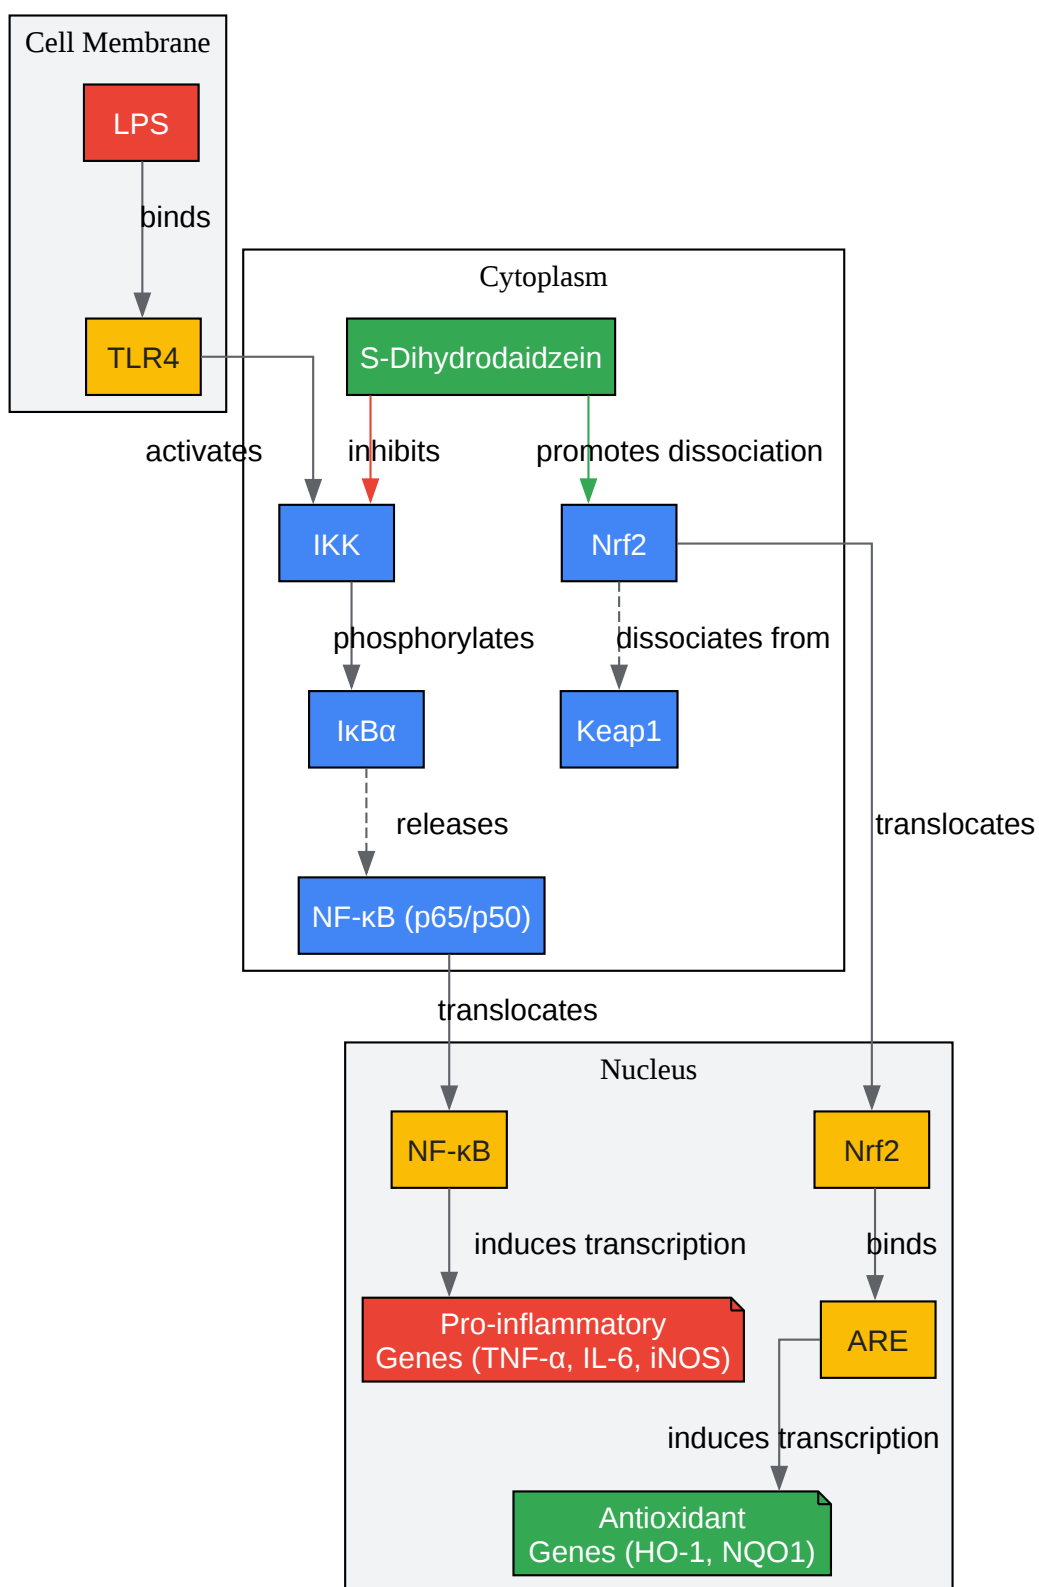 Cell Membrane
LPS
binds
Cytoplasm
TLR4
S-Dihydrodaidzein
activates
inhibits
promotes dissociation
IKK
Nrf2
phosphorylates
dissociates from
IκBα
Keap1
releases
translocates
NF-κB (p65/p50)
translocates
Nucleus
NF-κB
Nrf2
induces transcription
binds
Pro-inflammatory
Genes (TNF-α, IL-6, iNOS)
ARE
induces transcription
Antioxidant
Genes (HO-1, NQO1)